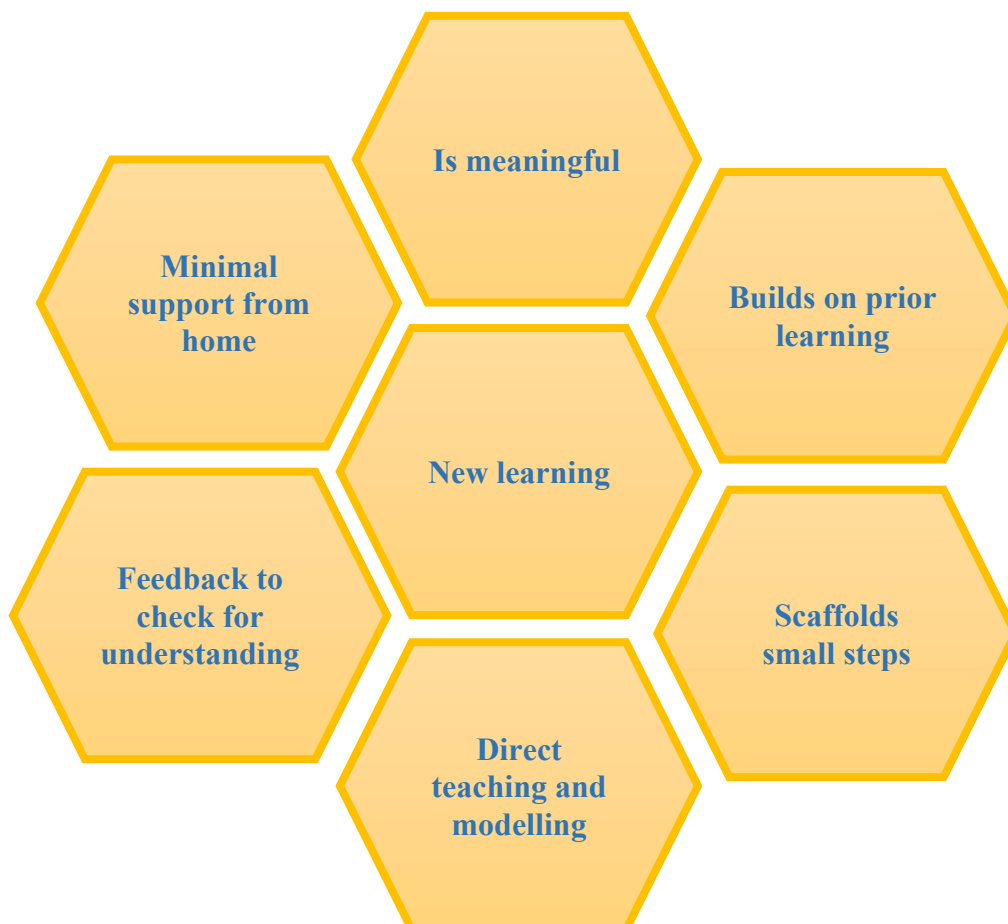 Is meaningful
Minimal
support from
home
Builds on prior
learning
New learning
Feedback to
check for
understanding
Scaffolds
small steps
Direct
teaching and
modelling